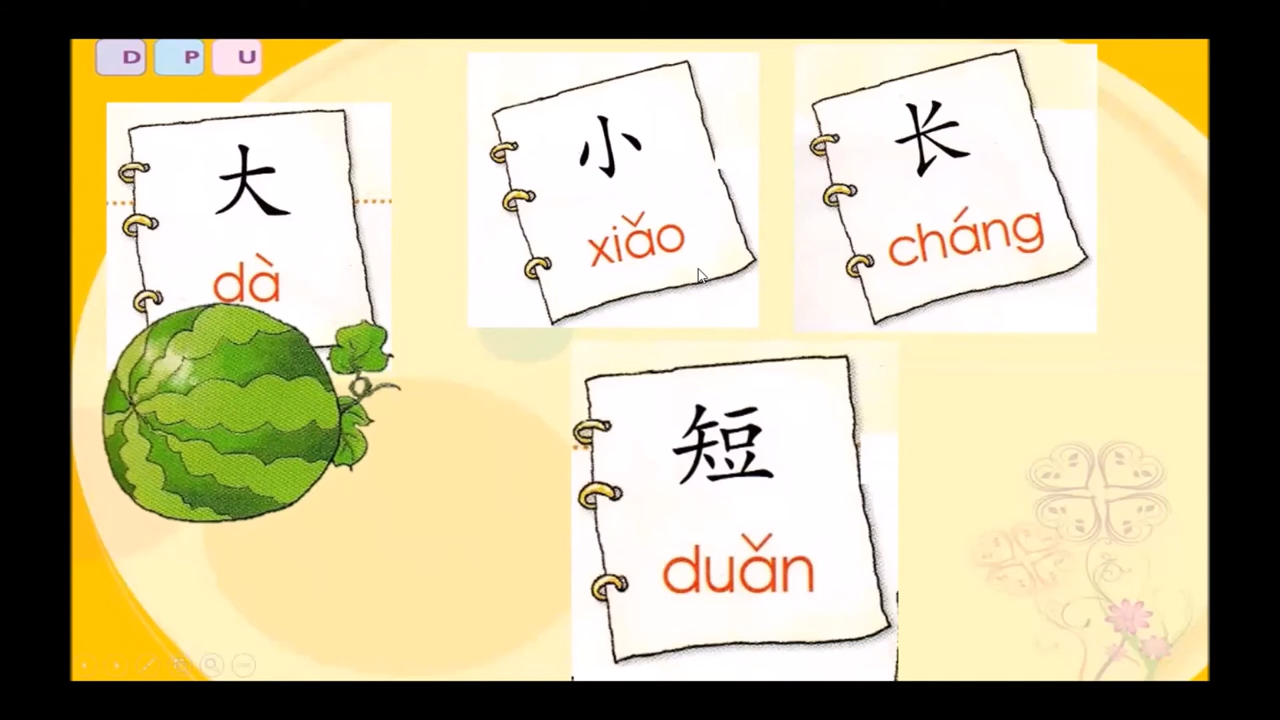 D P U
大
dà
小
xiǎo
长
cháng
短
duǎn